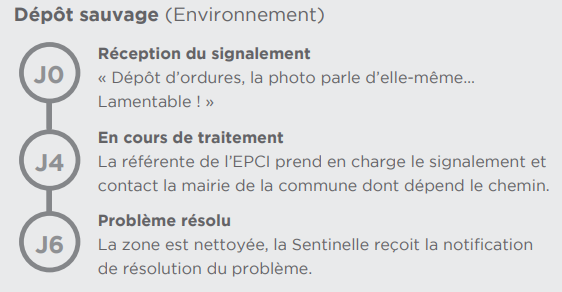 Dépôt sauvage (Environnement)
J0
Réception du signalement
« Dépôt d’ordures, la photo parle d’elle-même...
Lamentable ! »
J4
En cours de traitement
La référente de l’EPCI prend en charge le signalement et
contact la mairie de la commune dont dépend le chemin.
J6
Problème résolu
La zone est nettoyée, la Sentinelle reçoit la notification
de résolution du problème.